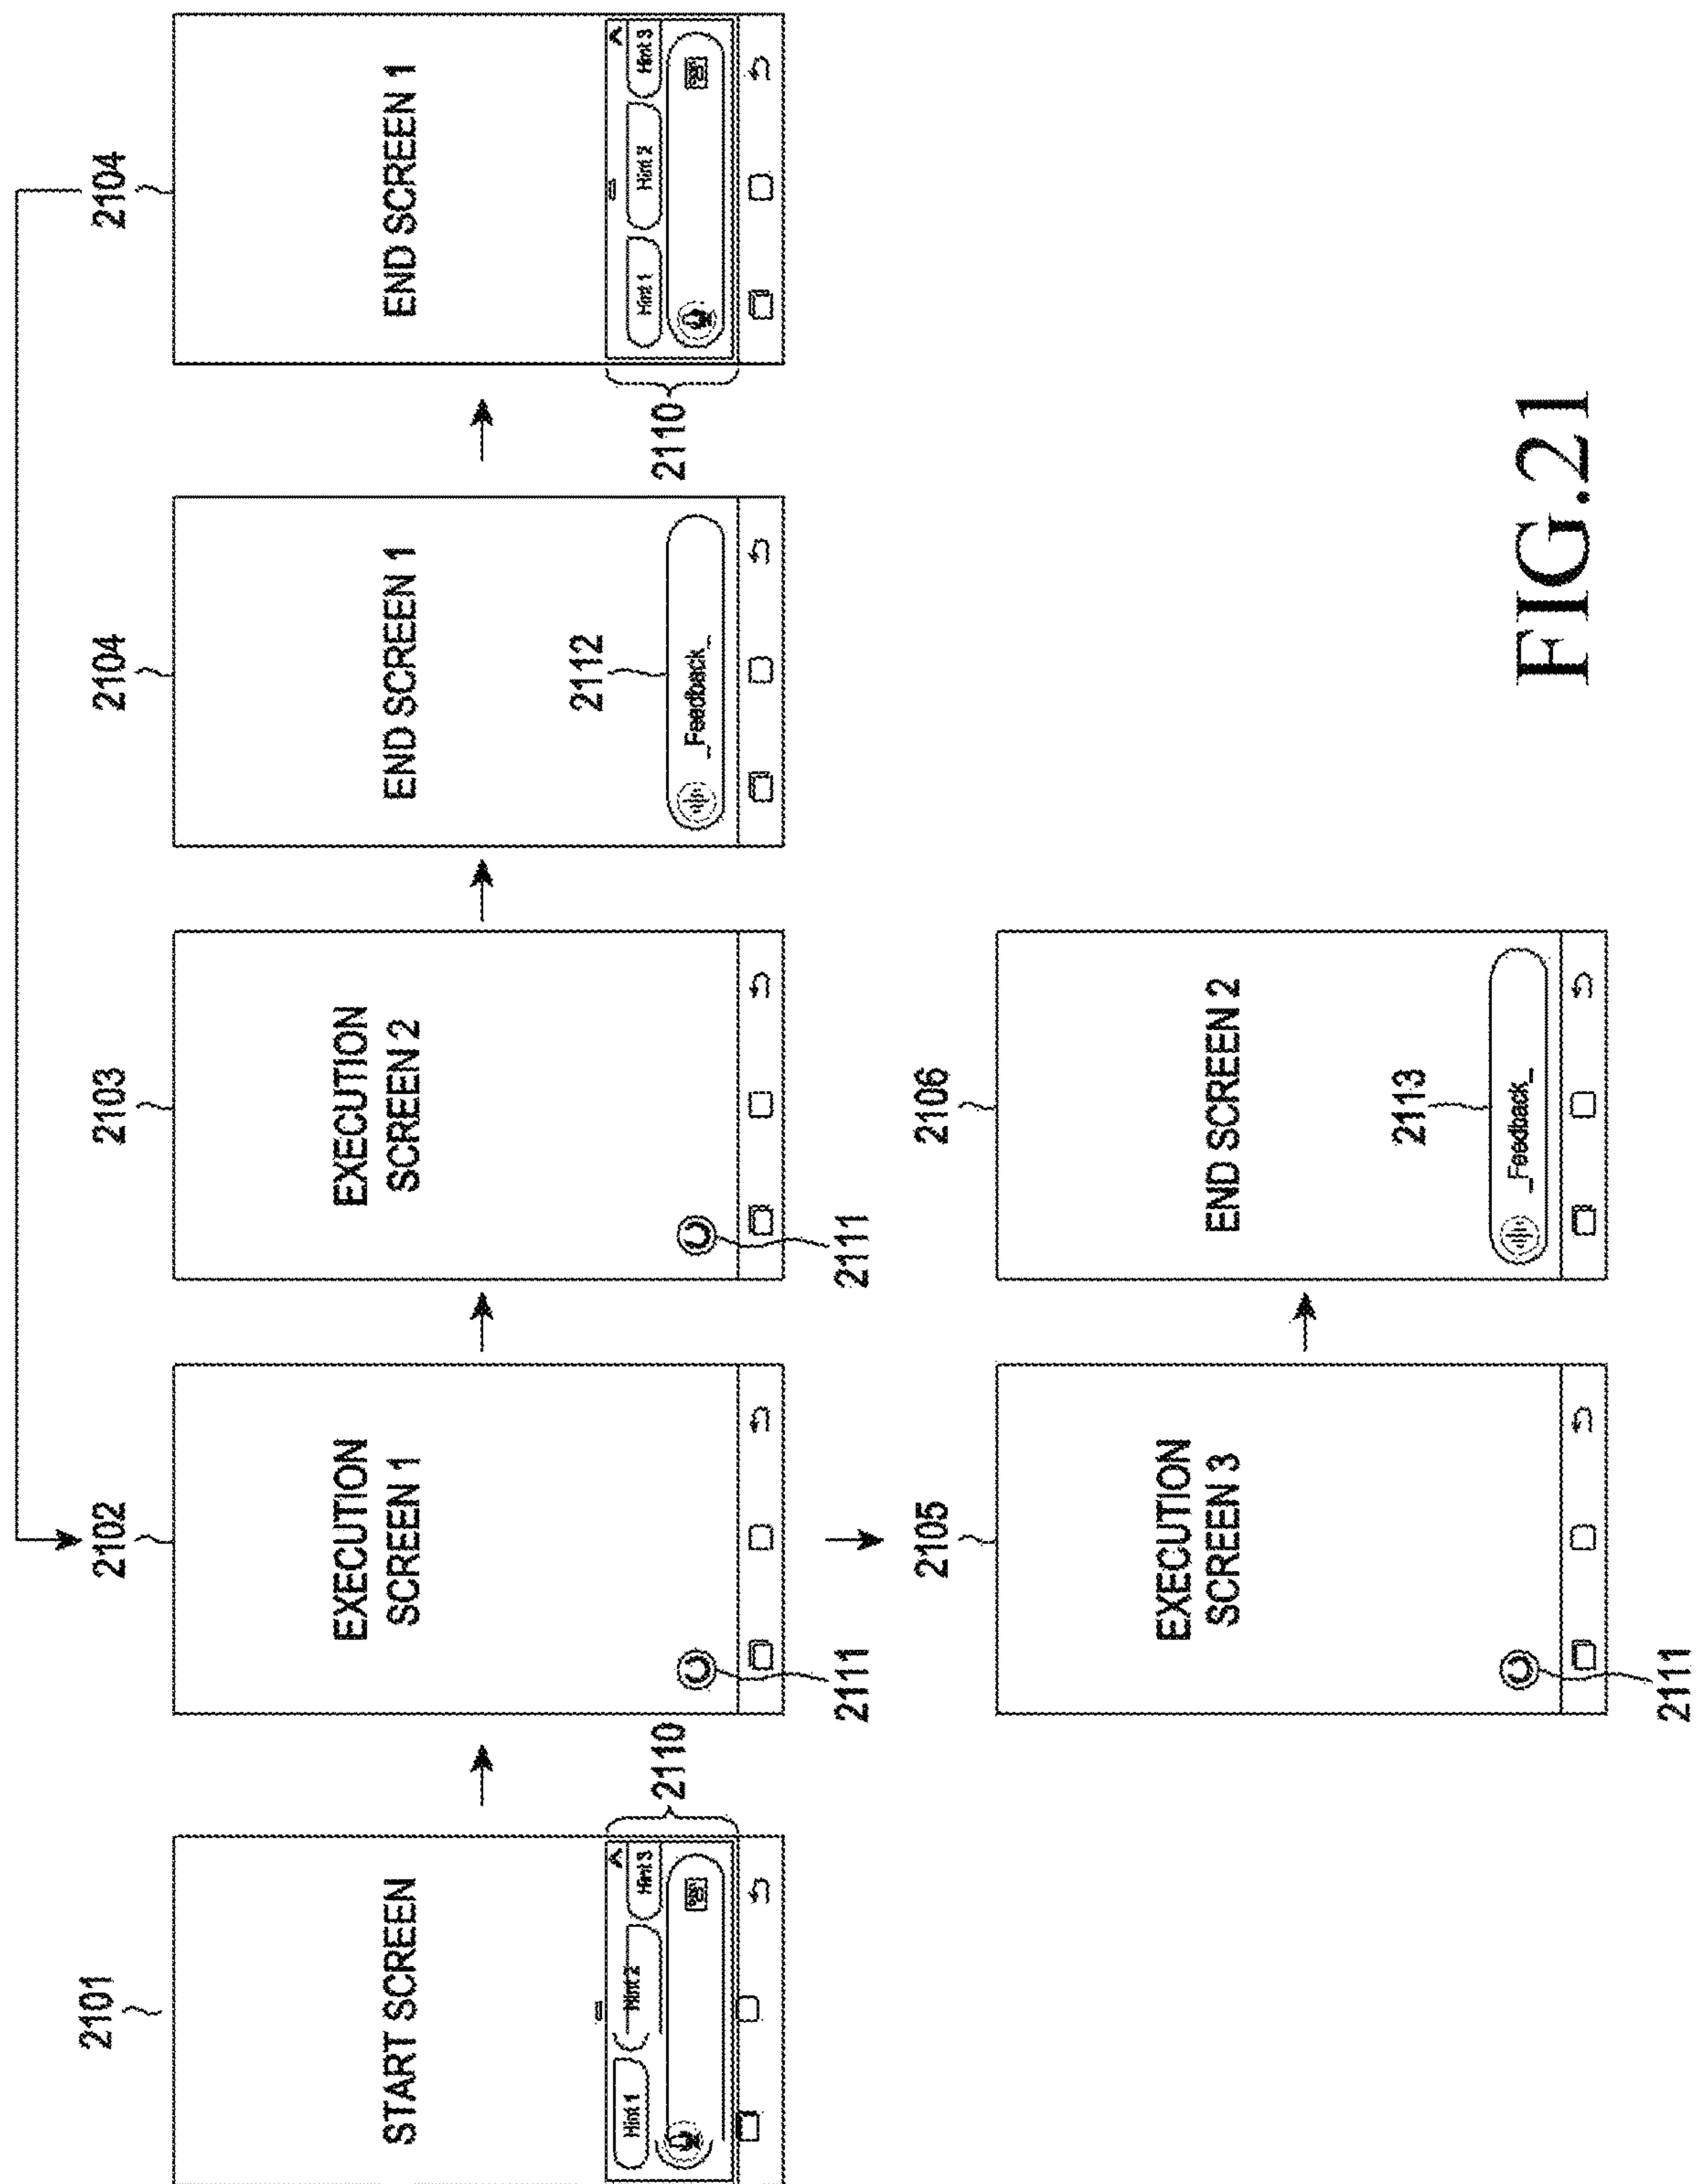 2101
START SCREEN
Hint 1
Hint 2
Hint 3
2110
2102
EXECUTION
SCREEN 1
2111
2103
EXECUTION
SCREEN 2
2111
2104
END SCREEN 1
2112
_Feedback_
2104
END SCREEN 1
Hint 1
Hint 2
Hint 3
2110
2105
EXECUTION
SCREEN 3
2111
2106
END SCREEN 2
2113
_Feedback_
FIG.21